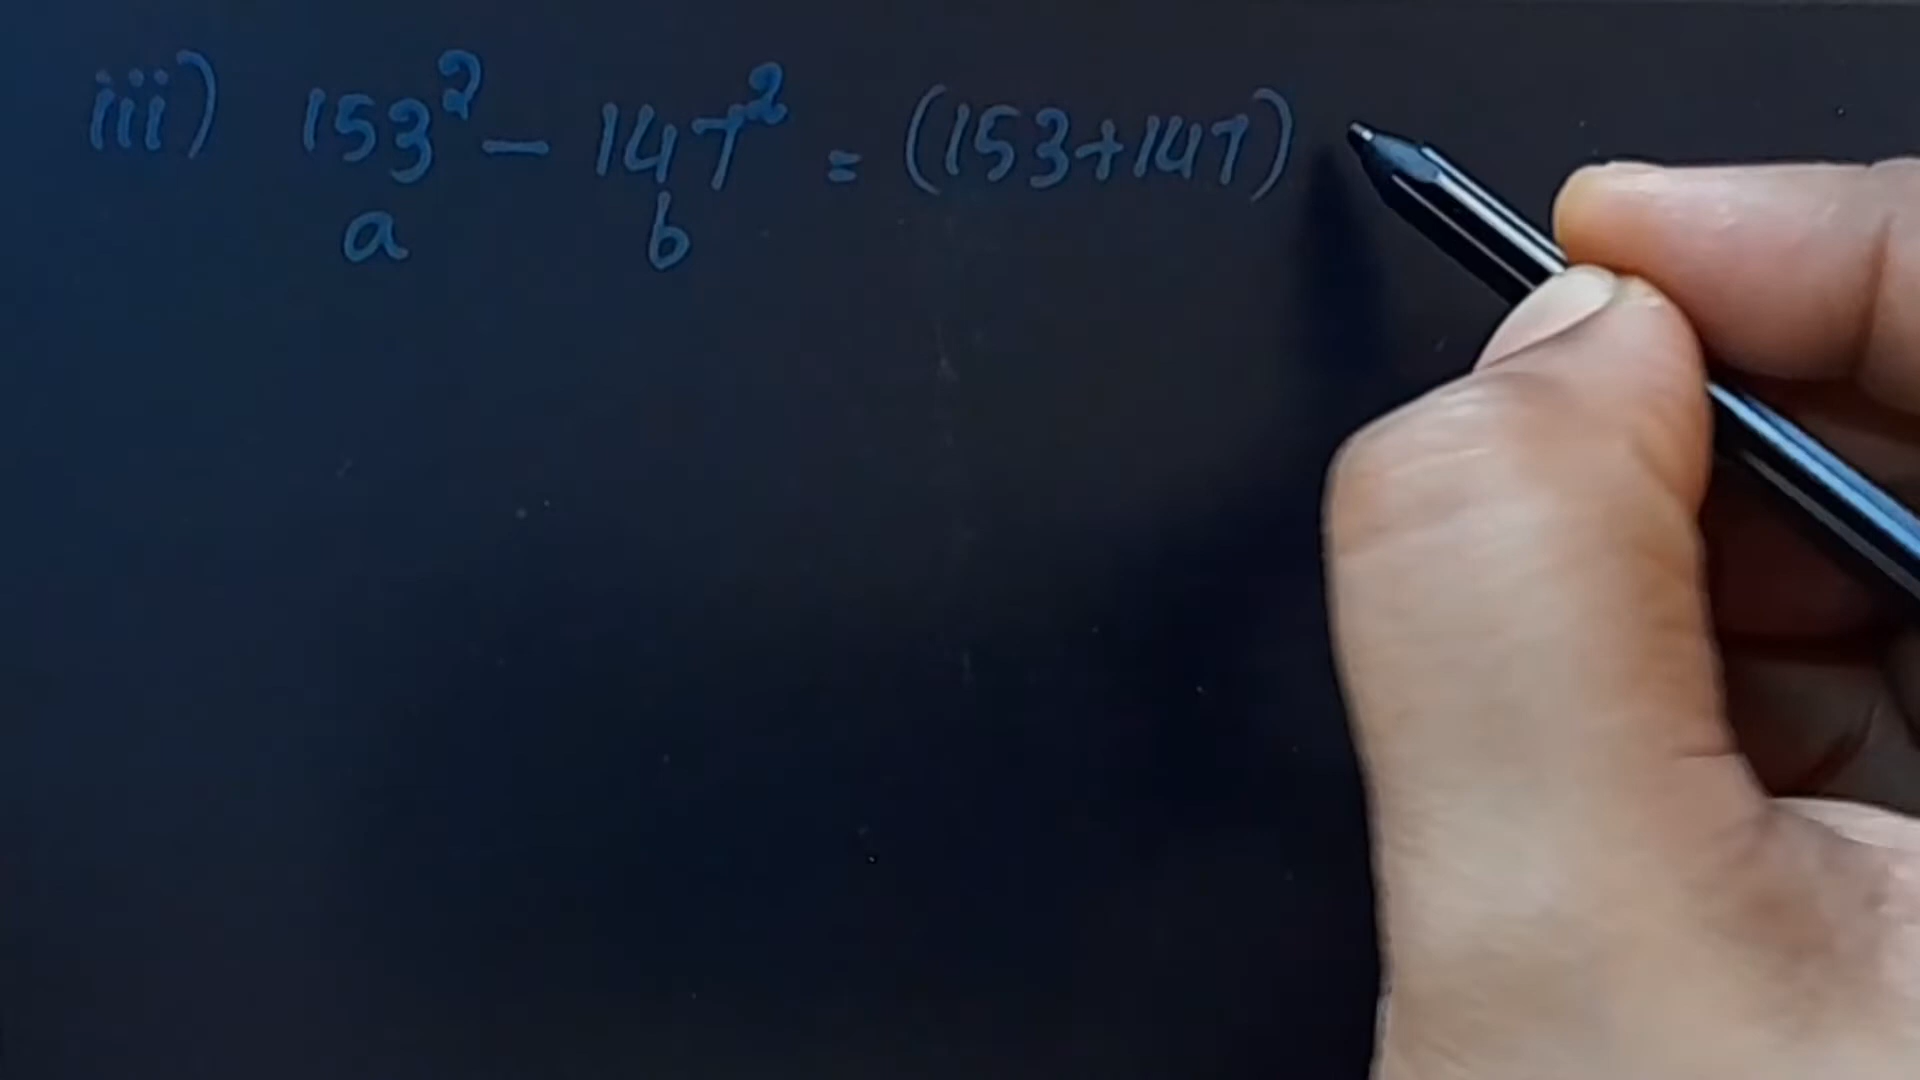 iii) 153² - 147² = (153+147)
a b